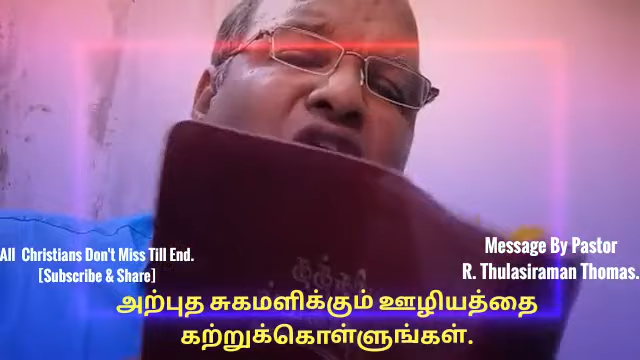 All Christians Don't Miss Till End.
[Subscribe & Share]
Message By Pastor
R. Thulasiraman Thomas.
அற்புத சுகமளிக்கும் ஊழியத்தை
கற்றுக்கொள்ளுங்கள்.